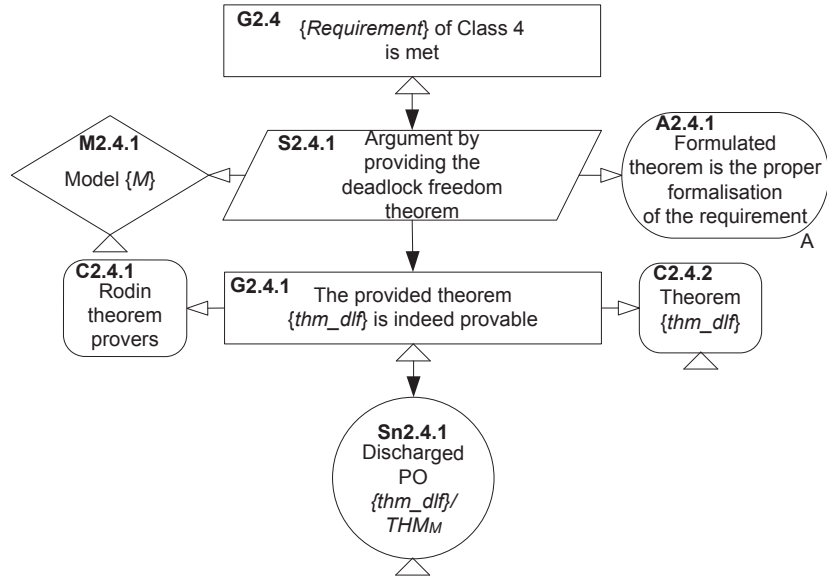 G2.4
{Requirement} of Class 4
is met
M2.4.1
Model {M}
S2.4.1
Argument by
providing the
deadlock freedom
theorem
A2.4.1
Formulated
theorem is the proper
formalisation
of the requirement
A
C2.4.1
Rodin
theorem
provers
G2.4.1
The provided theorem
{thm_dlf} is indeed provable
C2.4.2
Theorem
{thm_dlf}
Sn2.4.1
Discharged
PO
{thm_dlf}/
THMM